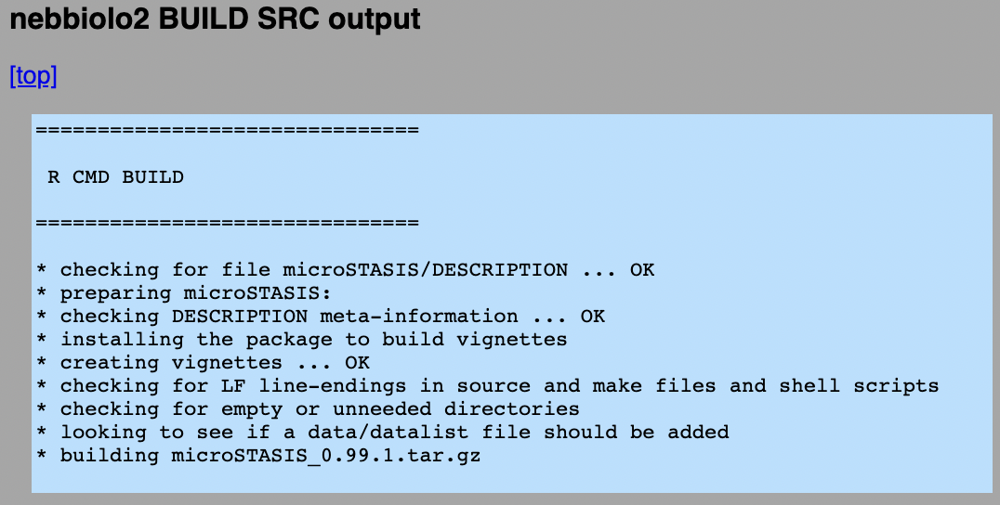 nebbiolo2 BUILD SRC output
[top]
===============================
R CMD BUILD
===============================
* checking for file microSTASIS/DESCRIPTION ... OK
* preparing microSTASIS:
* checking DESCRIPTION meta-information ... OK
* installing the package to build vignettes
* creating vignettes ... OK
* checking for LF line-endings in source and make files and shell scripts
* checking for empty or unneeded directories
* looking to see if a data/datalist file should be added
* building microSTASIS_0.99.1.tar.gz